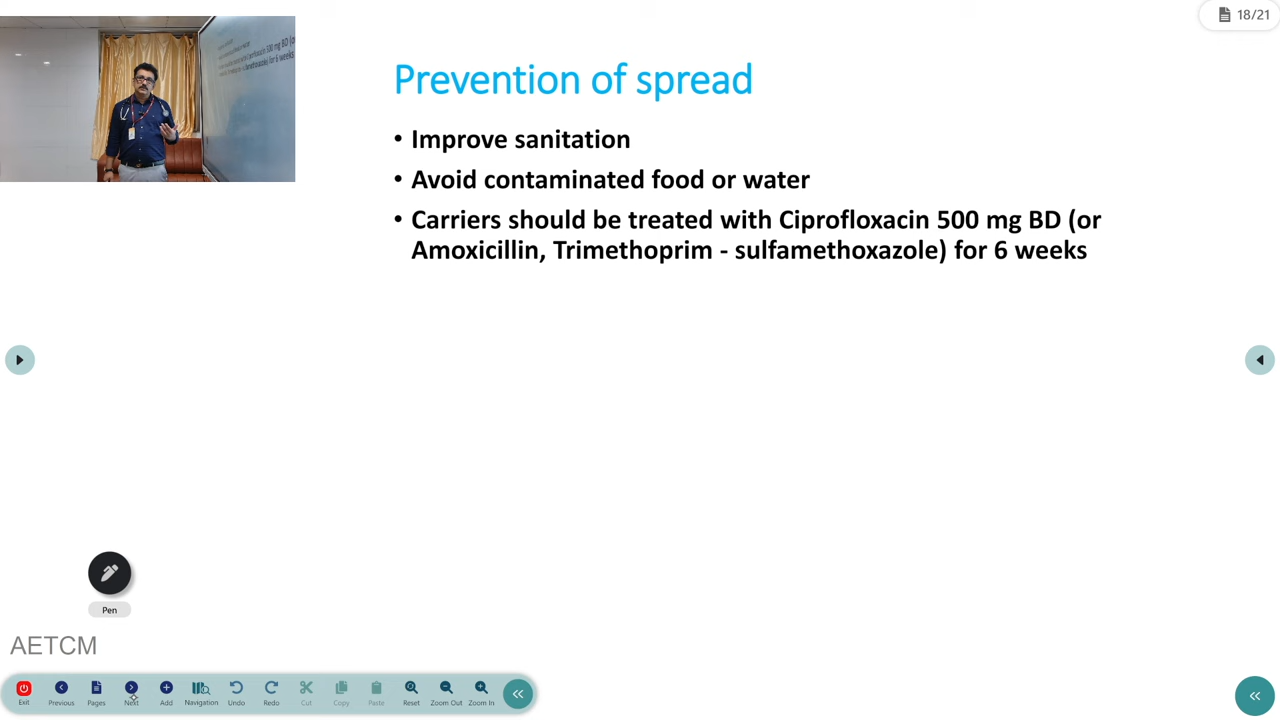 18/21
Prevention of spread
• Improve sanitation
• Avoid contaminated food or water
• Carriers should be treated with Ciprofloxacin 500 mg BD (or
Amoxicillin, Trimethoprim - sulfamethoxazole) for 6 weeks
Pen
AETCM
Exit Previous Pages Next Add Navigation Undo Redo Cut Copy Paste Reset Zoom Out Zoom In